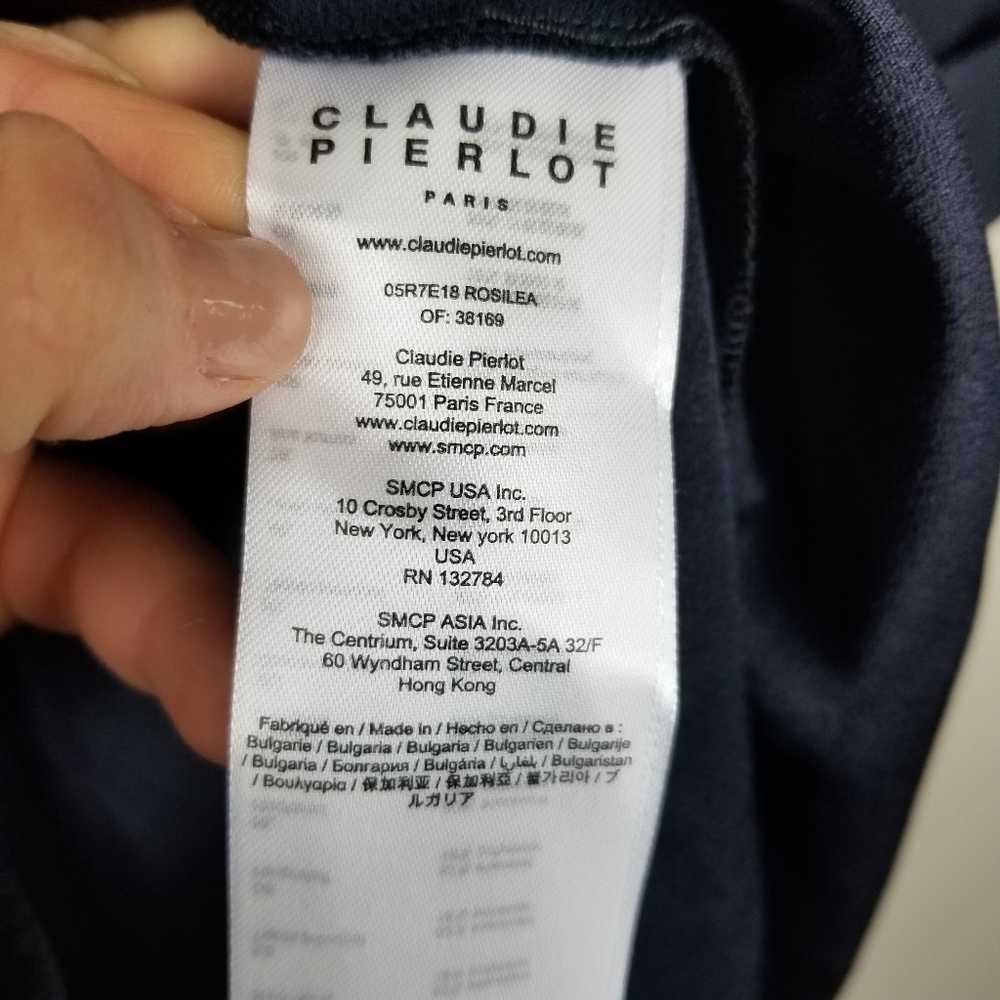 CLAUDIE
PIERLOT
PARIS
www.claudiepierlot.com
05R7E18 ROSILEA
OF: 38169
Claudie Pierlot
49, rue Etienne Marcel
75001 Paris France
www.claudiepierlot.com
www.smcp.com
SMCP USA Inc.
10 Crosby Street, 3rd Floor
New York, New york 10013
USA
RN 132784
SMCP ASIA Inc.
The Centrium, Suite 3203A-5A 32/F
60 Wyndham Street, Central
Hong Kong
Fabriqué en / Made in / Hecho en / Сделано в :
Bulgarie / Bulgaria / Bulgaria / Bulgarien / Bulgarije
/ Bulgaria / Болгария / Bulgária / بلغاريا / Bulgaristan
/ Βουλγαρία / 保加利亚 / 保加利亞 / 불가리아 / ブ
ルガリア